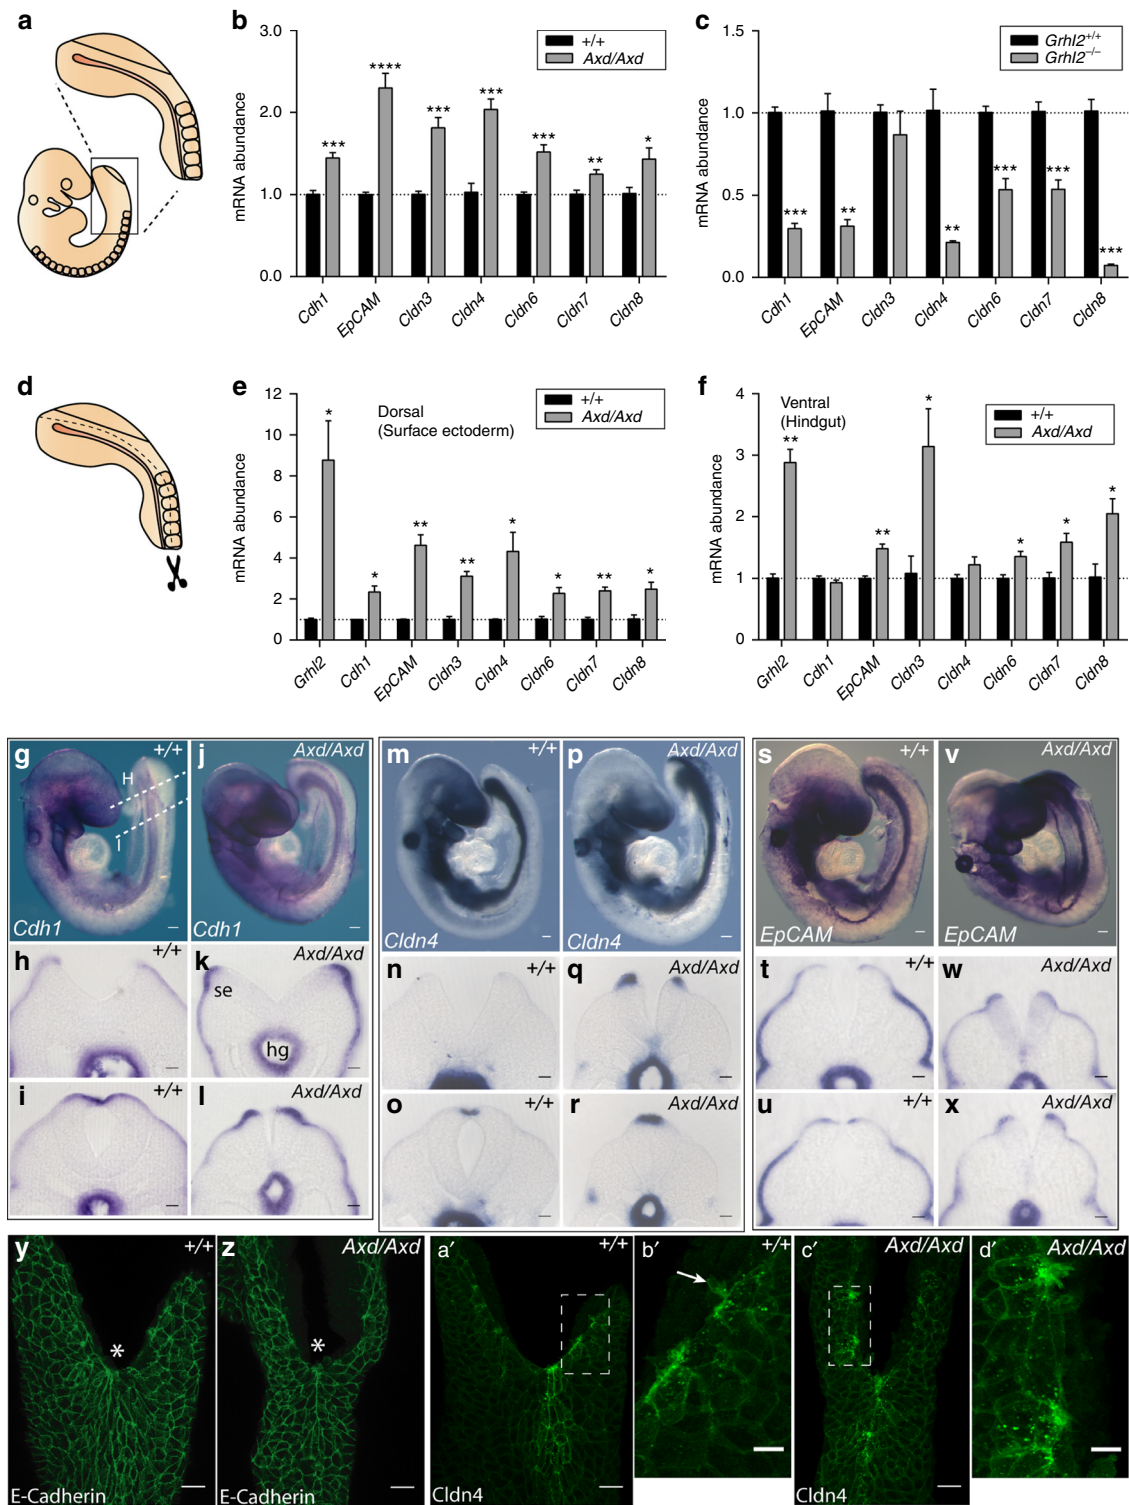 a
b
3.0
2.0
1.0
0.0
mRNA abundance
+/+
Axd/Axd
***
****
***
***
***
**
*
Cdh1
EpCAM
Cldn3
Cldn4
Cldn6
Cldn7
Cldn8
c
1.5
1.0
0.5
0.0
mRNA abundance
Grhl2+/+
Grhl2−/−
***
**
**
***
***
***
Cdh1
EpCAM
Cldn3
Cldn4
Cldn6
Cldn7
Cldn8
d
e
12
10
8
6
4
2
0
mRNA abundance
Dorsal
(Surface ectoderm)
+/+
Axd/Axd
*
*
**
**
*
*
**
*
Grhl2
Cdh1
EpCAM
Cldn3
Cldn4
Cldn6
Cldn7
Cldn8
f
4
3
2
1
0
mRNA abundance
Ventral
(Hindgut)
+/+
Axd/Axd
**
**
*
*
*
*
Grhl2
Cdh1
EpCAM
Cldn3
Cldn4
Cldn6
Cldn7
Cldn8
g
+/+
H
I
Cdh1
j
Axd/Axd
Cdh1
m
+/+
Cldn4
p
Axd/Axd
Cldn4
s
+/+
EpCAM
v
Axd/Axd
EpCAM
h
+/+
k
Axd/Axd
se
hg
n
+/+
q
Axd/Axd
t
+/+
w
Axd/Axd
i
+/+
l
Axd/Axd
o
+/+
r
Axd/Axd
u
+/+
x
Axd/Axd
y
+/+
*
E-Cadherin
z
Axd/Axd
*
E-Cadherin
a′
+/+
Cldn4
b′
+/+
c′
Axd/Axd
Cldn4
d′
Axd/Axd